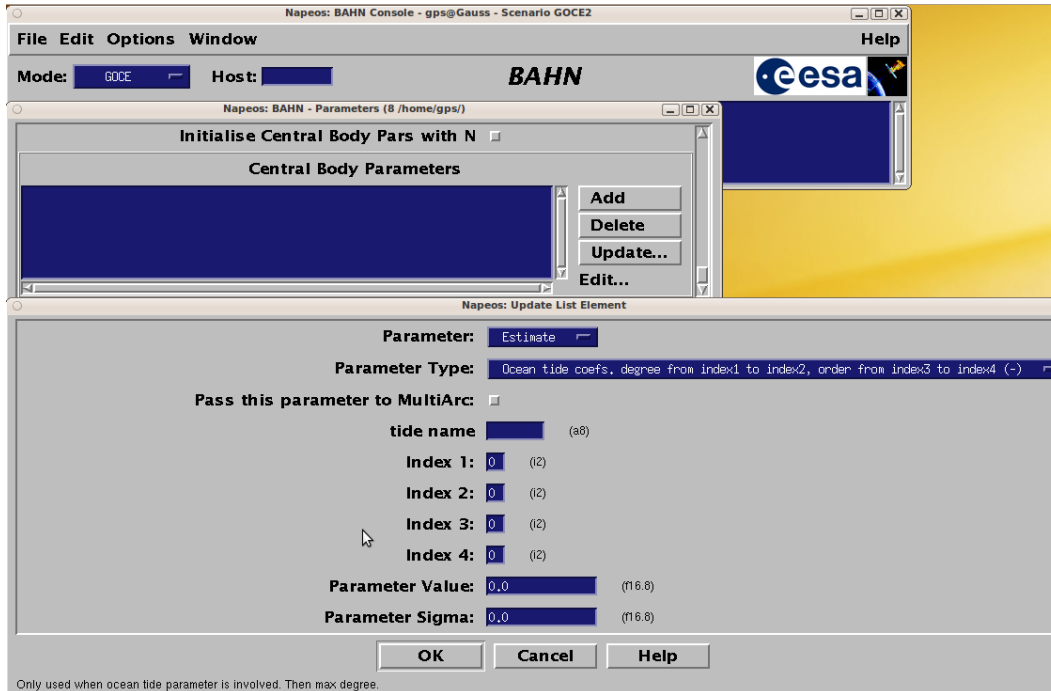 Napeos: BAHN Console - gps@Gauss - Scenario GOCE2
File Edit Options Window Help
Mode: GOCE Host: BAHN esa
Napeos: BAHN - Parameters (8 /home/gps/)
Initialise Central Body Pars with N
Central Body Parameters
Add
Delete
Update...
Edit...
Napeos: Update List Element
Parameter: Estimate
Parameter Type: Ocean tide coefs. degree from index1 to index2, order from index3 to index4 (-)
Pass this parameter to MultiArc:
tide name (a8)
Index 1: 0 (i2)
Index 2: 0 (i2)
Index 3: 0 (i2)
Index 4: 0 (i2)
Parameter Value: 0.0 (f16.8)
Parameter Sigma: 0.0 (f16.8)
OK Cancel Help
Only used when ocean tide parameter is involved. Then max degree.